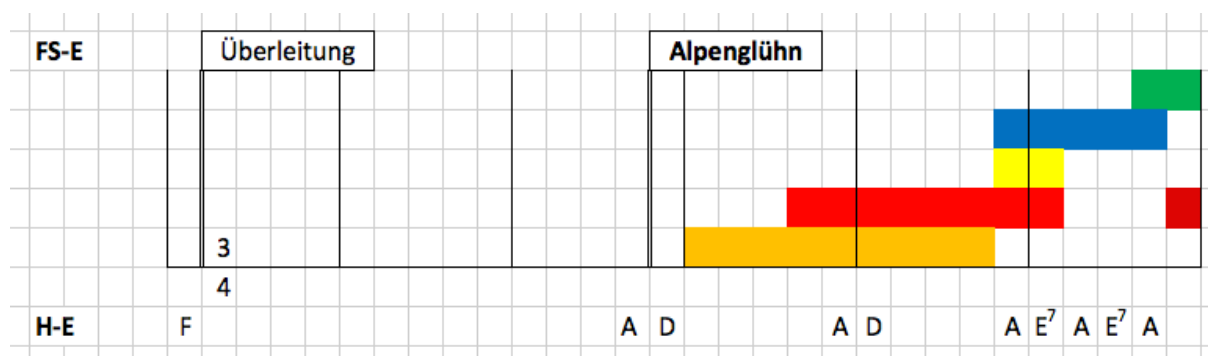 FS-E Überleitung Alpenglühn
3
4
H-E F A D A D A E⁷ A E⁷ A